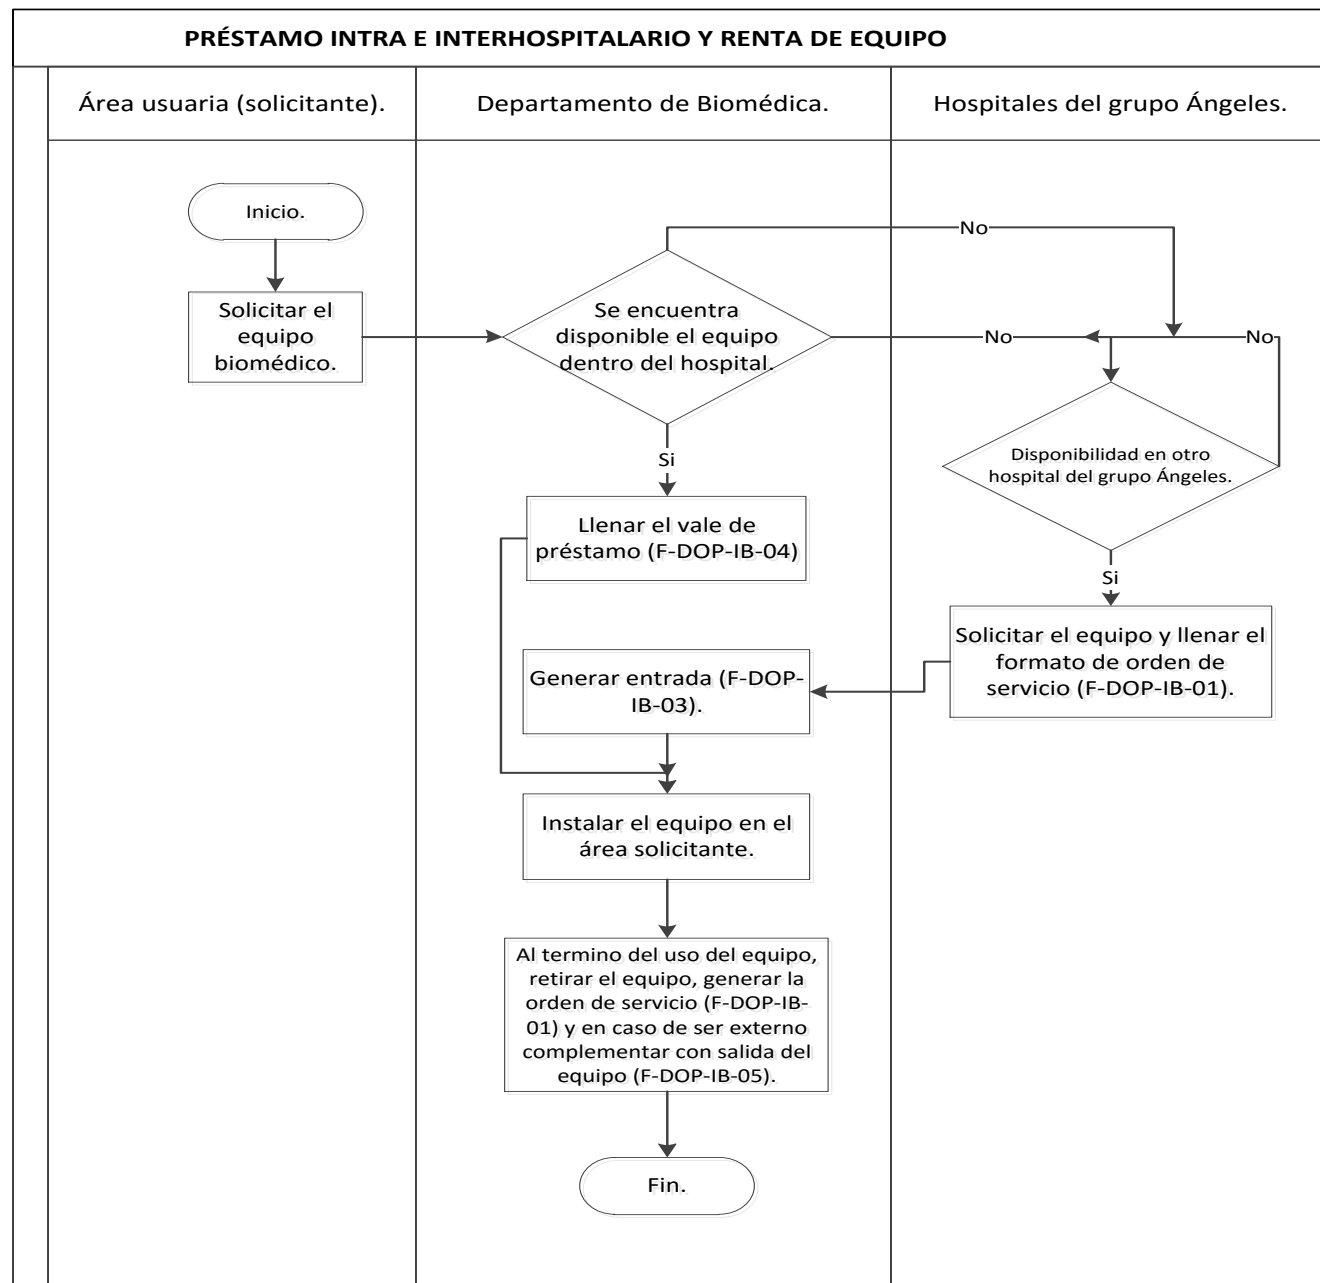 PRÉSTAMO INTRA E INTERHOSPITALARIO Y RENTA DE EQUIPO
Área usuaria (solicitante).
Departamento de Biomédica.
Hospitales del grupo Ángeles.
Inicio.
No
Solicitar el
equipo
biomédico.
Se encuentra
disponible el equipo
dentro del hospital.
No
No
Disponibilidad en otro
hospital del grupo Ángeles.
Si
Llenar el vale de
préstamo (F-DOP-IB-04)
Si
Solicitar el equipo y llenar el
formato de orden de
servicio (F-DOP-IB-01).
Generar entrada (F-DOP-
IB-03).
Instalar el equipo en el
área solicitante.
Al termino del uso del equipo,
retirar el equipo, generar la
orden de servicio (F-DOP-IB-
01) y en caso de ser externo
complementar con salida del
equipo (F-DOP-IB-05).
Fin.